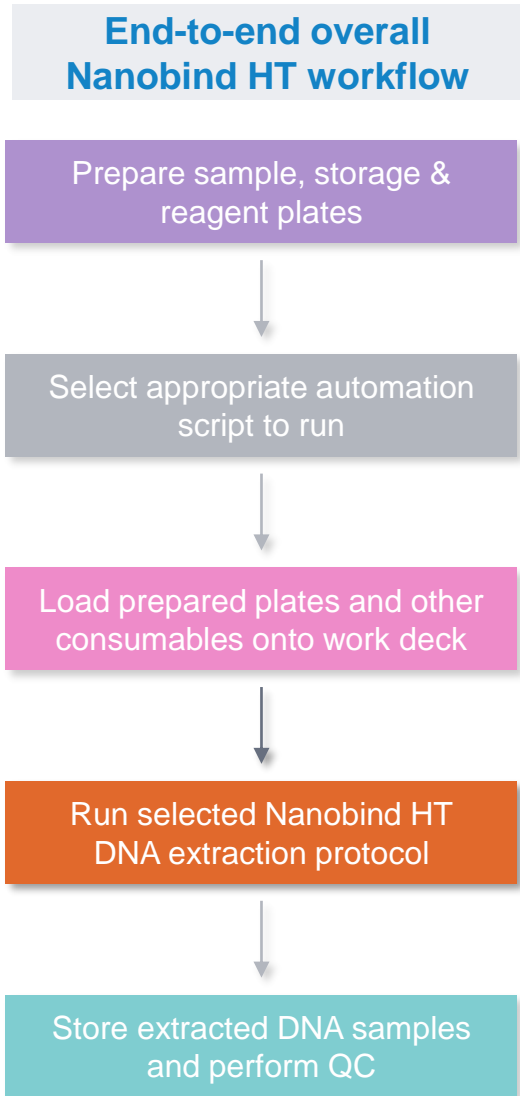 End-to-end overall
Nanobind HT workflow
Prepare sample, storage &
reagent plates
Select appropriate automation
script to run
Load prepared plates and other
consumables onto work deck
Run selected Nanobind HT
DNA extraction protocol
Store extracted DNA samples
and perform QC